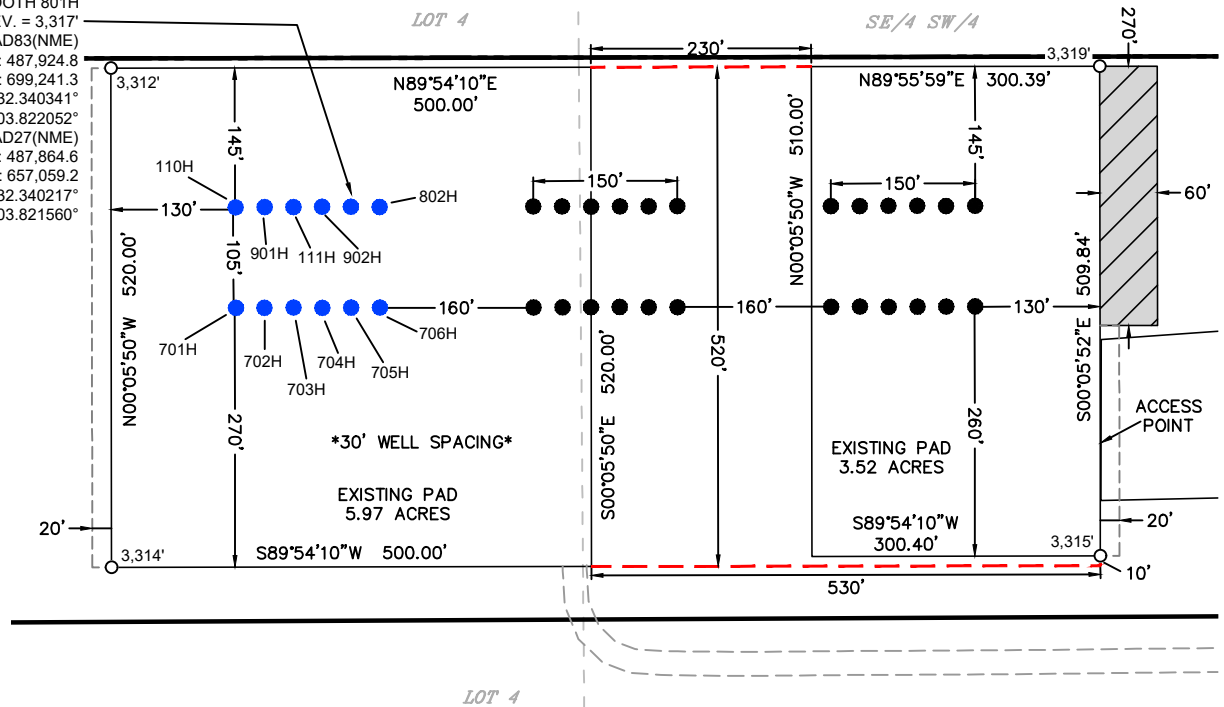 OOTH 801H
EV. = 3,317'
AD83(NME)
: 487,924.8
: 699,241.3
32.340341°
03.822052°
AD27(NME)
: 487,864.6
: 657,059.2
32.340217°
03.821560°
LOT 4
SE/4 SW/4
270'
230'
3,319'
3,312'
N89°54'10"E
500.00'
N89°55'59"E 300.39'
145'
520'
N00°05'50"W 510.00'
145'
110H
802H
150'
150'
60'
130'
901H
111H
902H
105'
N00°05'50"W 520.00'
S00°05'52"E 509.84'
160'
160'
130'
701H
702H
703H
704H
705H
706H
S00°05'50"E 520.00'
270'
260'
*30' WELL SPACING*
EXISTING PAD
5.97 ACRES
EXISTING PAD
3.52 ACRES
ACCESS
POINT
20'
20'
3,314'
S89°54'10"W 500.00'
S89°54'10"W
300.40'
3,315'
10'
530'
LOT 4